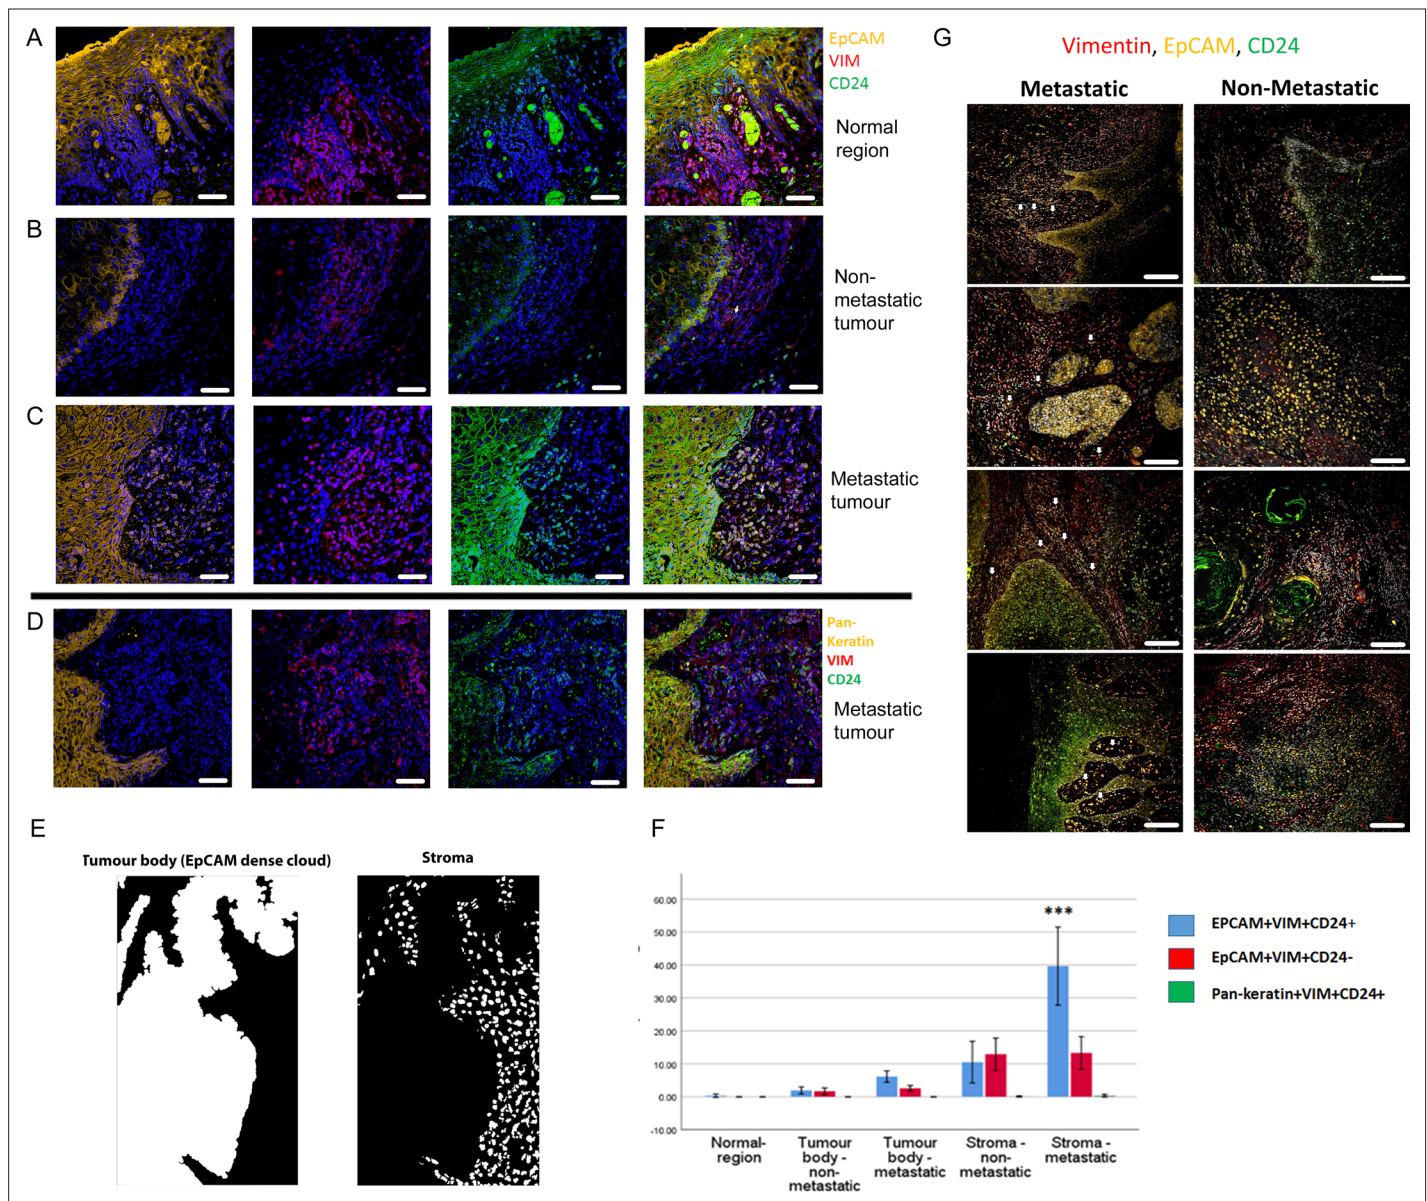 A
EpCAM
VIM
CD24
Normal
region
B
Non-
metastatic
tumour
C
Metastatic
tumour
D
Pan-
Keratin
VIM
CD24
Metastatic
tumour
G
Vimentin, EpCAM, CD24
Metastatic
Non-Metastatic
E
Tumour body (EpCAM dense cloud)
Stroma
F
60.00
50.00
40.00
30.00
20.00
10.00
0.00
-10.00
***
Normal-
region
Tumour
body -
non-
metastatic
Tumour
body -
metastatic
Stroma -
non-
metastatic
Stroma -
metastatic
EPCAM+VIM+CD24+
EpCAM+VIM+CD24-
Pan-keratin+VIM+CD24+